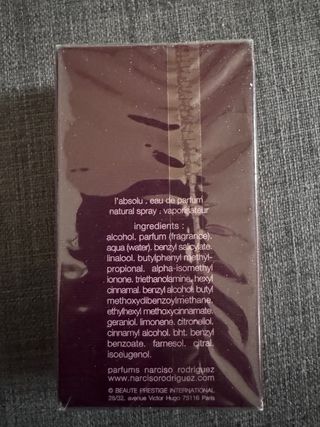 l'absolu . eau de parfum
natural spray : vaporisateur
ingredients :
alcohol. parfum (fragrance).
aqua (water). benzyl salicylate.
linalool. butylphenyl methyl-
propional. alpha-isomethyl
ionone. triethanolamine. hexyl
cinnamal. benzyl alcohol. butyl
methoxydibenzoylmethane.
ethylhexyl methoxycinnamate.
geraniol. limonene. citronellol.
cinnamyl alcohol. bht. benzyl
benzoate. farnesol. citral.
isoeugenol.
parfums narciso rodriguez
www.narcisorodriguez.com
© BEAUTE PRESTIGE INTERNATIONAL
28/32, avenue Victor Hugo 75116 Paris